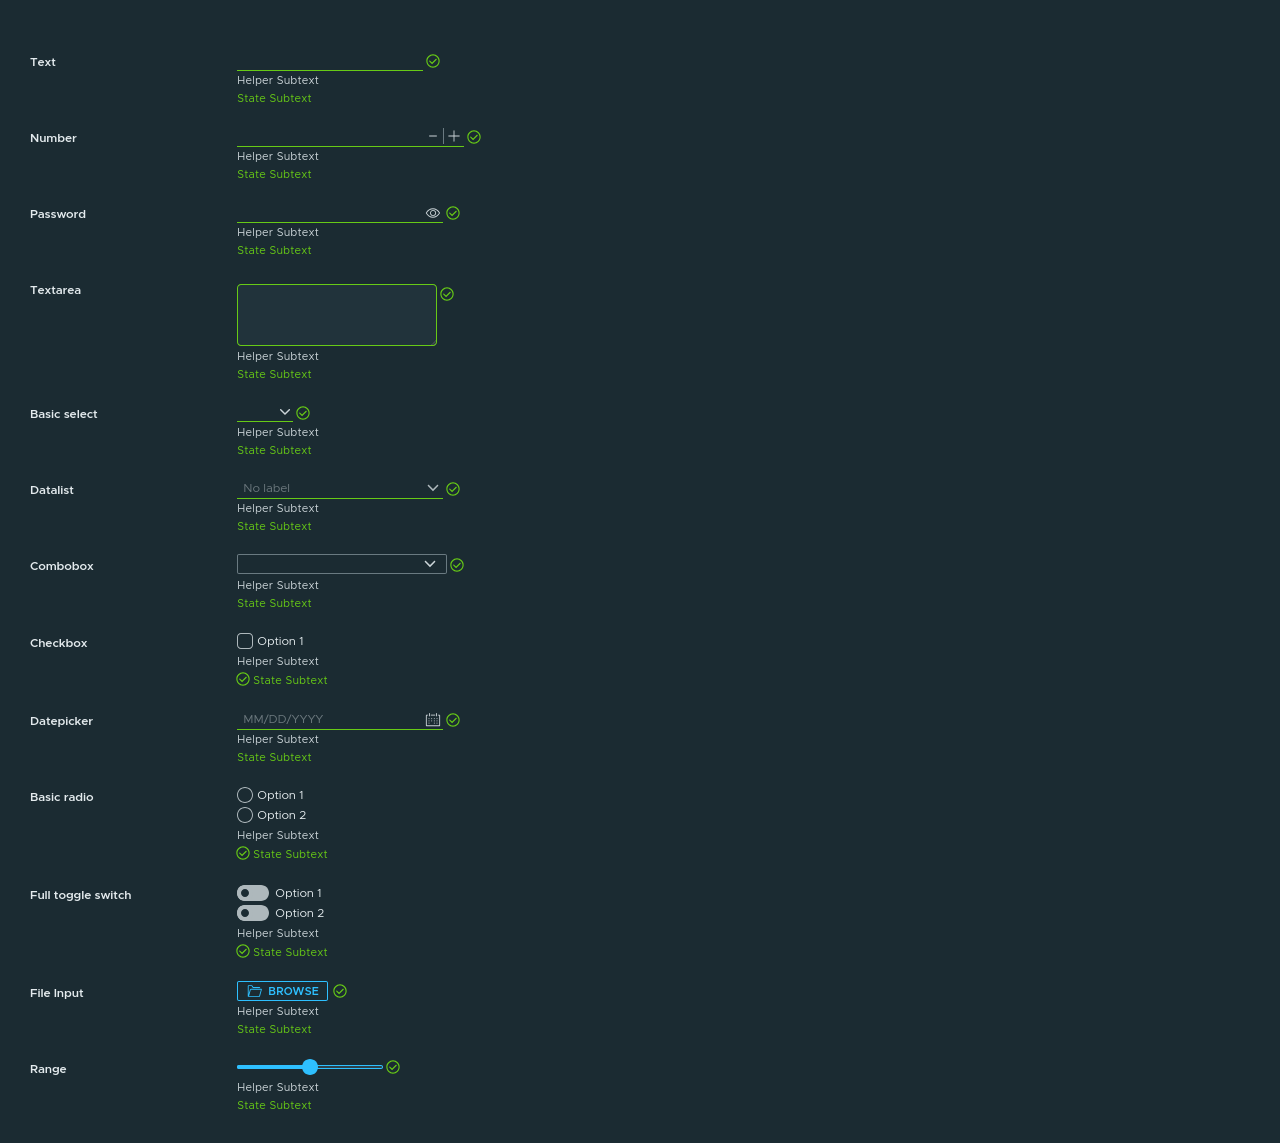 Text
Helper Subtext
State Subtext
Number
Helper Subtext
State Subtext
Password
Helper Subtext
State Subtext
Textarea
Helper Subtext
State Subtext
Basic select
Helper Subtext
State Subtext
Datalist
No label
Helper Subtext
State Subtext
Combobox
Helper Subtext
State Subtext
Checkbox
Option 1
Helper Subtext
State Subtext
Datepicker
MM/DD/YYYY
Helper Subtext
State Subtext
Basic radio
Option 1
Option 2
Helper Subtext
State Subtext
Full toggle switch
Option 1
Option 2
Helper Subtext
State Subtext
File Input
BROWSE
Helper Subtext
State Subtext
Range
Helper Subtext
State Subtext